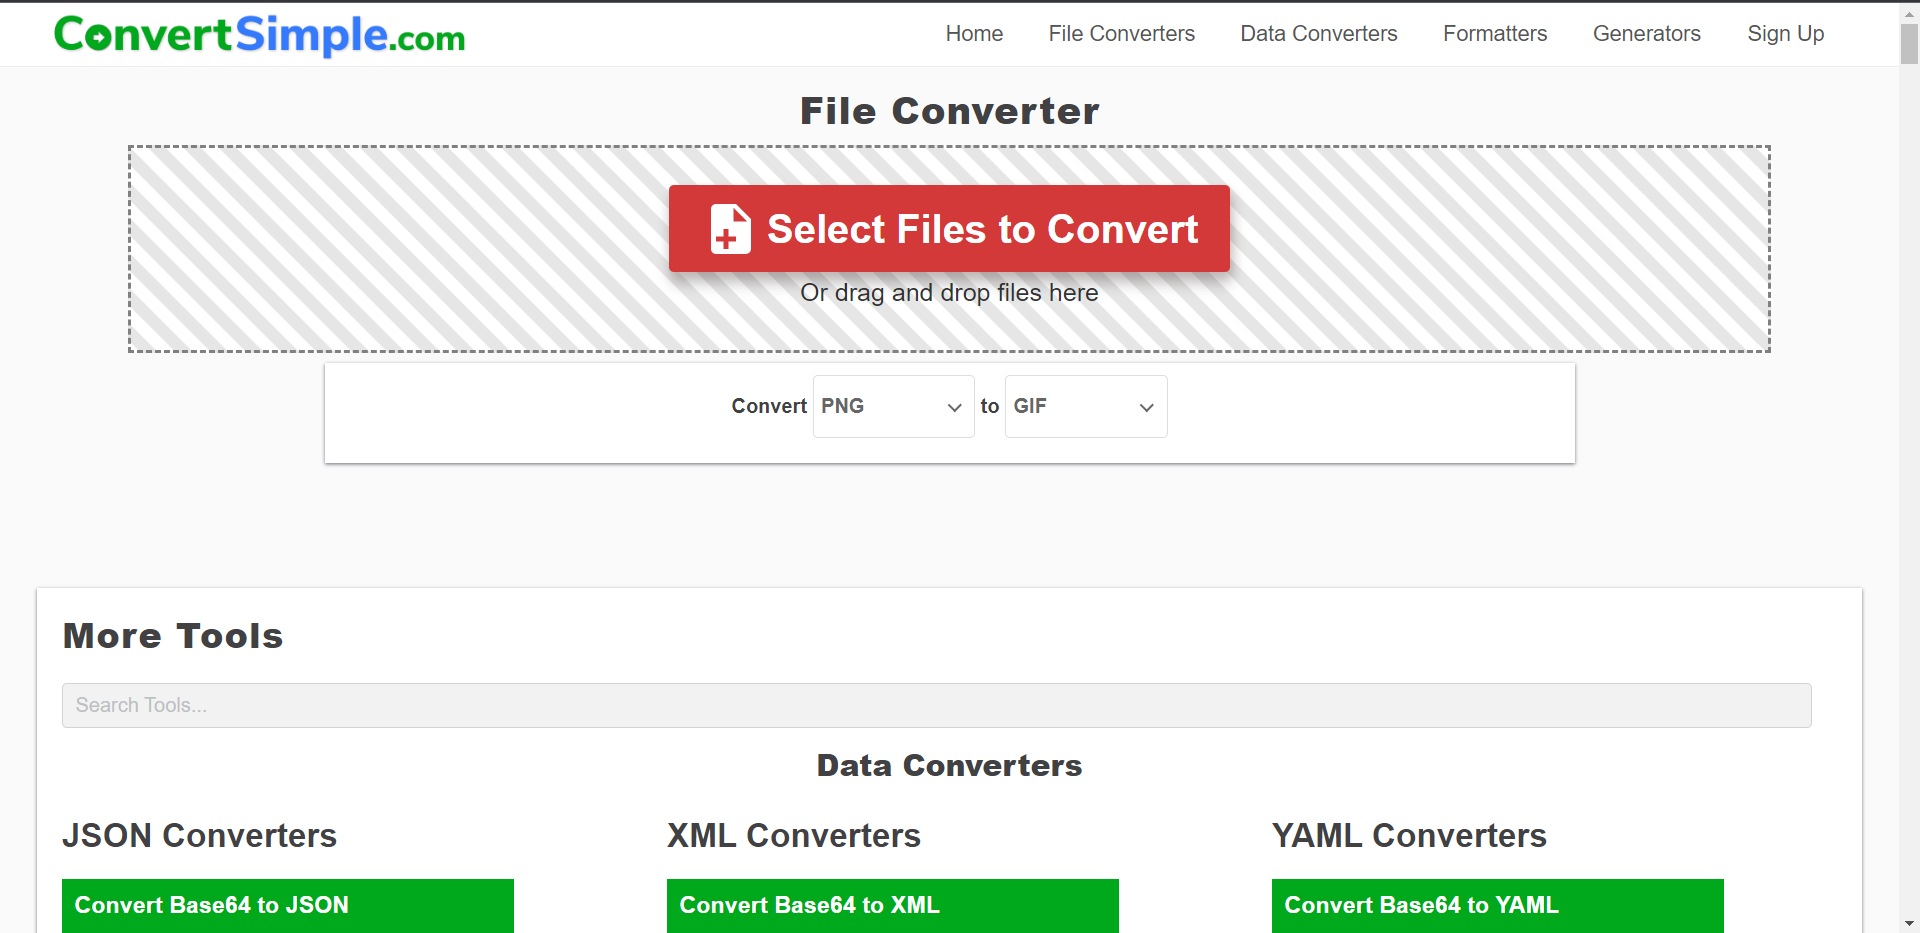 ConvertSimple.com
Home File Converters Data Converters Formatters Generators Sign Up
File Converter
Select Files to Convert
Or drag and drop files here
Convert PNG to GIF
More Tools
Search Tools...
Data Converters
JSON Converters XML Converters YAML Converters
Convert Base64 to JSON Convert Base64 to XML Convert Base64 to YAML